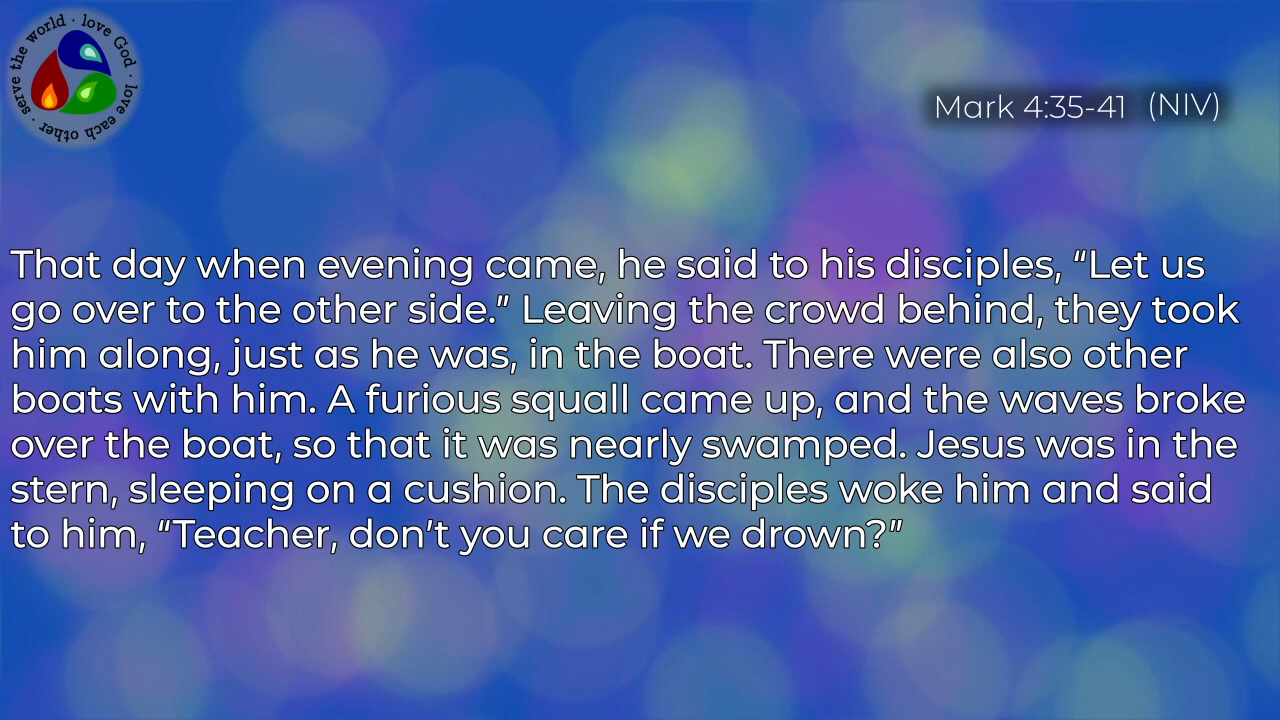 serve the world · love God · love each other ·
Mark 4:35-41 (NIV)
That day when evening came, he said to his disciples, “Let us
go over to the other side.” Leaving the crowd behind, they took
him along, just as he was, in the boat. There were also other
boats with him. A furious squall came up, and the waves broke
over the boat, so that it was nearly swamped. Jesus was in the
stern, sleeping on a cushion. The disciples woke him and said
to him, “Teacher, don’t you care if we drown?”